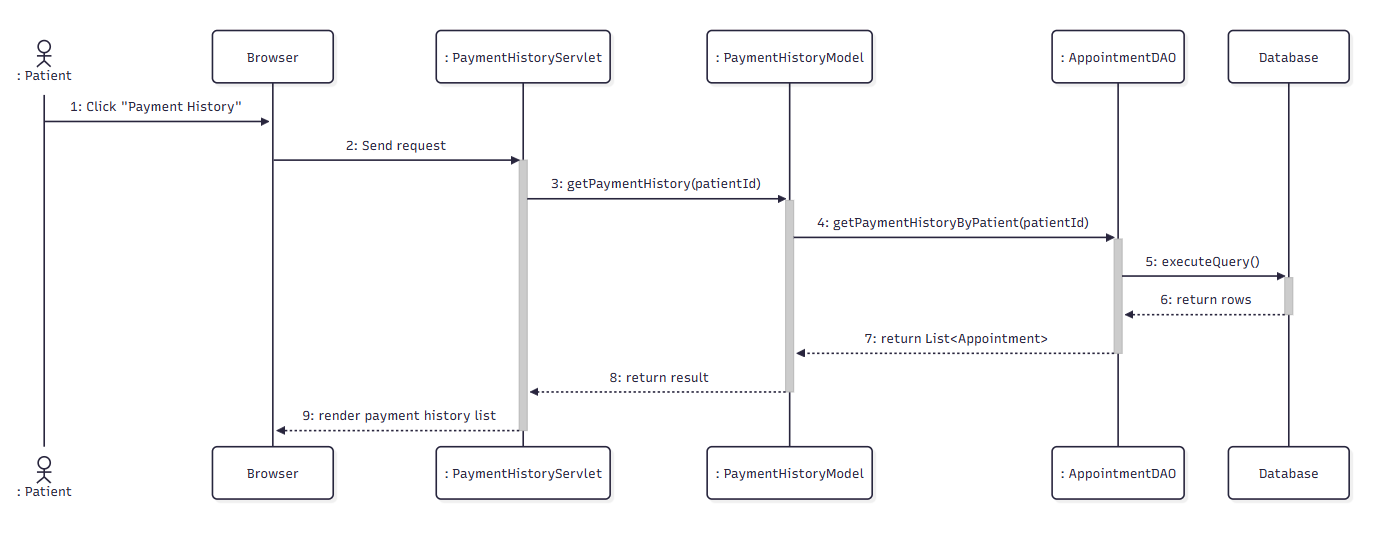 : Patient
Browser
: PaymentHistoryServlet
: PaymentHistoryModel
: AppointmentDAO
Database
1: Click "Payment History"
2: Send request
3: getPaymentHistory(patientId)
4: getPaymentHistoryByPatient(patientId)
5: executeQuery()
6: return rows
7: return List<Appointment>
8: return result
9: render payment history list
: Patient
Browser
: PaymentHistoryServlet
: PaymentHistoryModel
: AppointmentDAO
Database